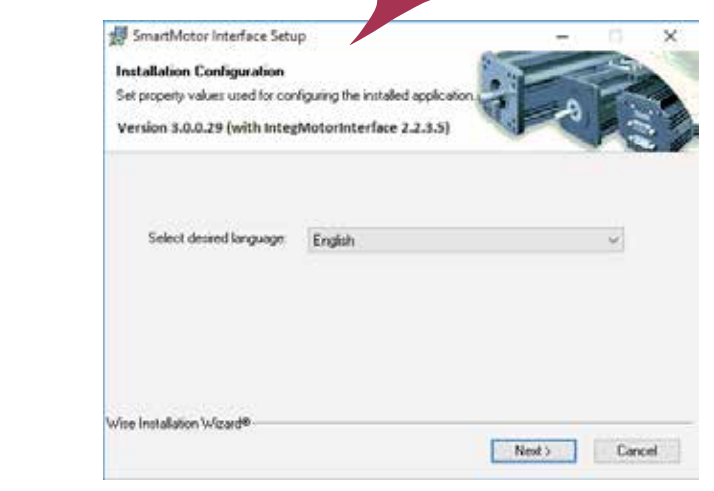 SmartMotor Interface Setup
Installation Configuration
Set property values used for configuring the installed application.
Version 3.0.0.29 (with IntegMotorInterface 2.2.3.5)
Select desired language: English
Wise Installation Wizard®
Next > Cancel